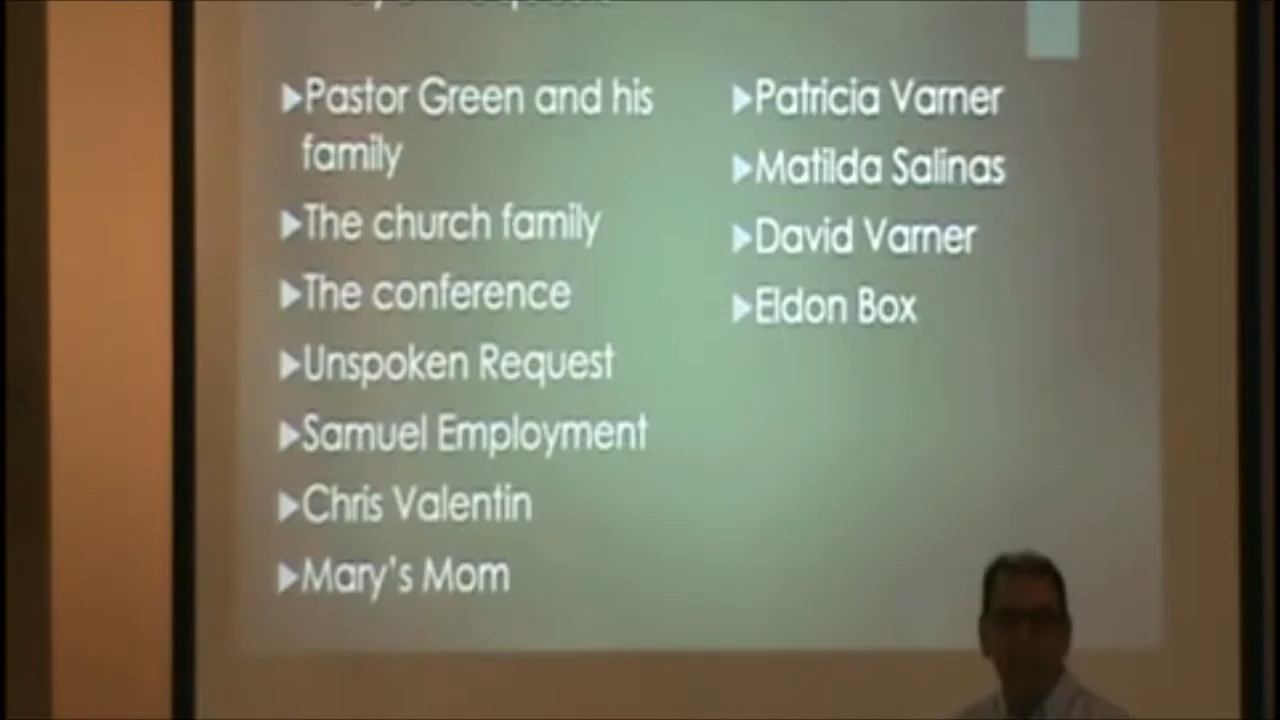 ▶Pastor Green and his
family
▶The church family
▶The conference
▶Unspoken Request
▶Samuel Employment
▶Chris Valentin
▶Mary's Mom
▶Patricia Varner
▶Matilda Salinas
▶David Varner
▶Eldon Box